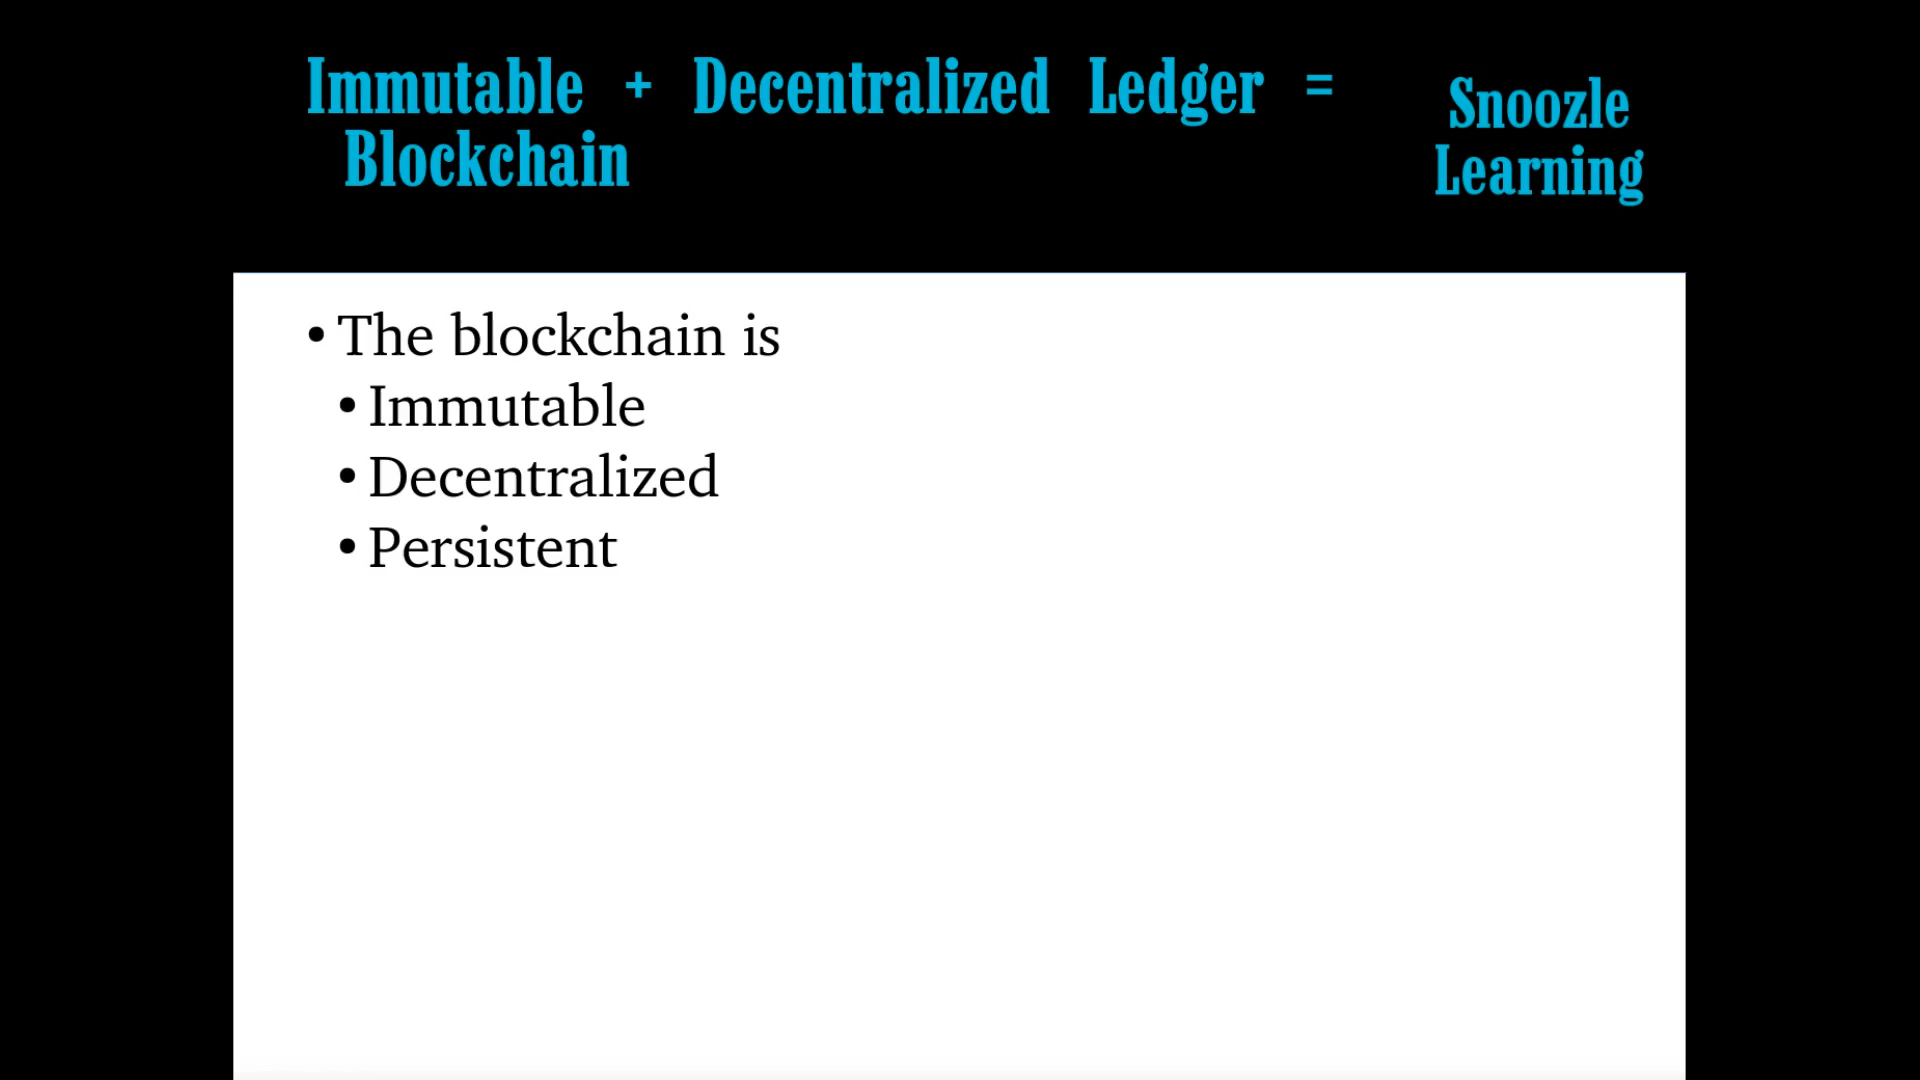 Immutable + Decentralized Ledger =
Blockchain
Snoozle
Learning
• The blockchain is
• Immutable
• Decentralized
• Persistent